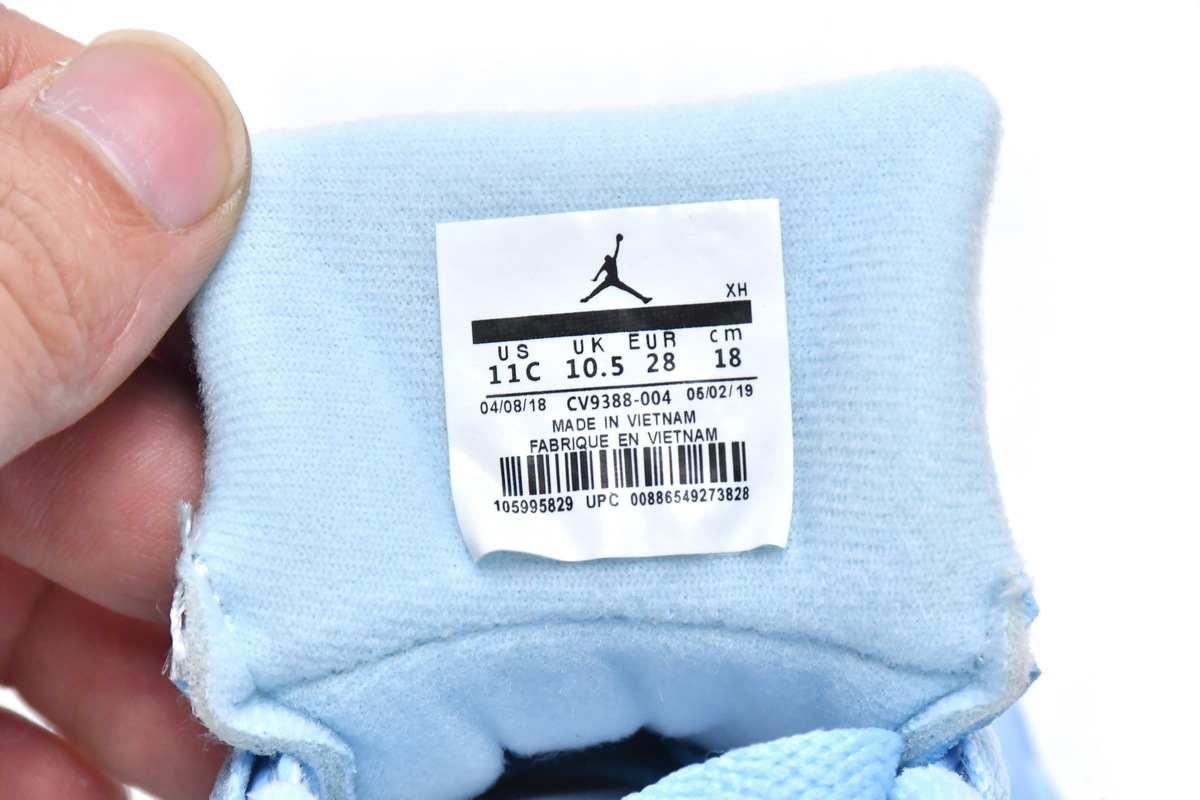 XH
US UK EUR cm
11C 10.5 28 18
04/08/18 CV9388-004 05/02/19
MADE IN VIETNAM
FABRIQUE EN VIETNAM
105995829 UPC 00886549273828